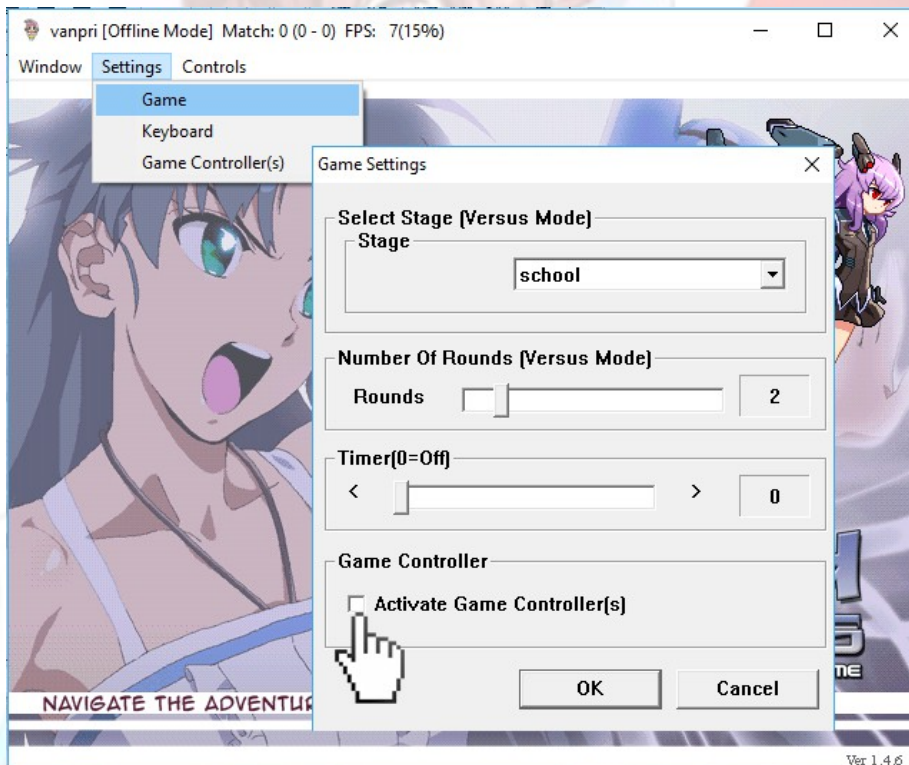 vanpri [Offline Mode] Match: 0 (0 - 0) FPS: 7(15%)
Window Settings Controls
Game
Keyboard
Game Controller(s)
Game Settings
Select Stage (Versus Mode)
Stage
school
Number Of Rounds (Versus Mode)
Rounds 2
Timer(0=Off)
< > 0
Game Controller
Activate Game Controller(s)
OK Cancel
NAVIGATE THE ADVENTUR
Ver 1.4.6